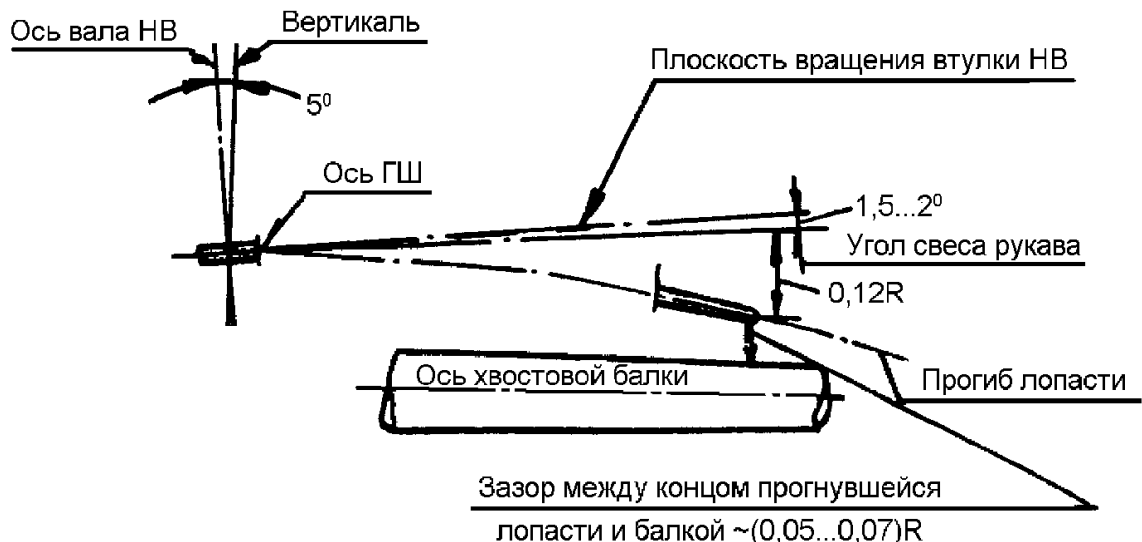 Ось вала НВ
Вертикаль
Плоскость вращения втулки НВ
5⁰
Ось ГШ
1,5...2⁰
Угол свеса рукава
0,12R
Ось хвостовой балки
Прогиб лопасти
Зазор между концом прогнувшейся
лопасти и балкой ~(0,05...0,07)R